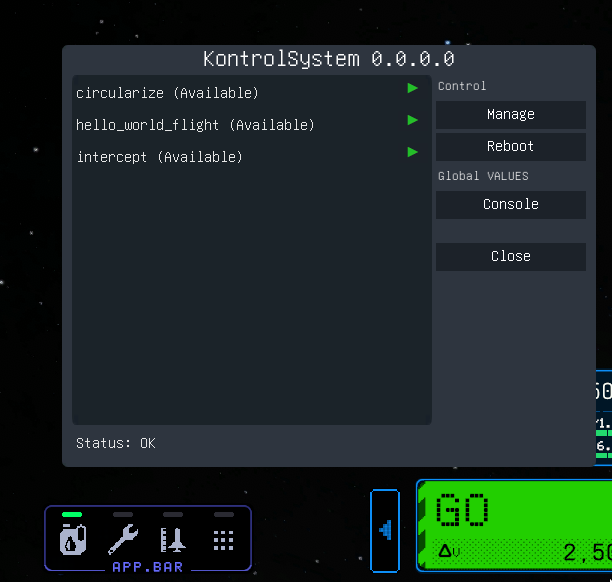 KontrolSystem 0.0.0.0
circularize (Available)
hello_world_flight (Available)
intercept (Available)
Control
Manage
Reboot
Global VALUES
Console
Close
Status: OK
APP.BAR
GO
Δv
2,50